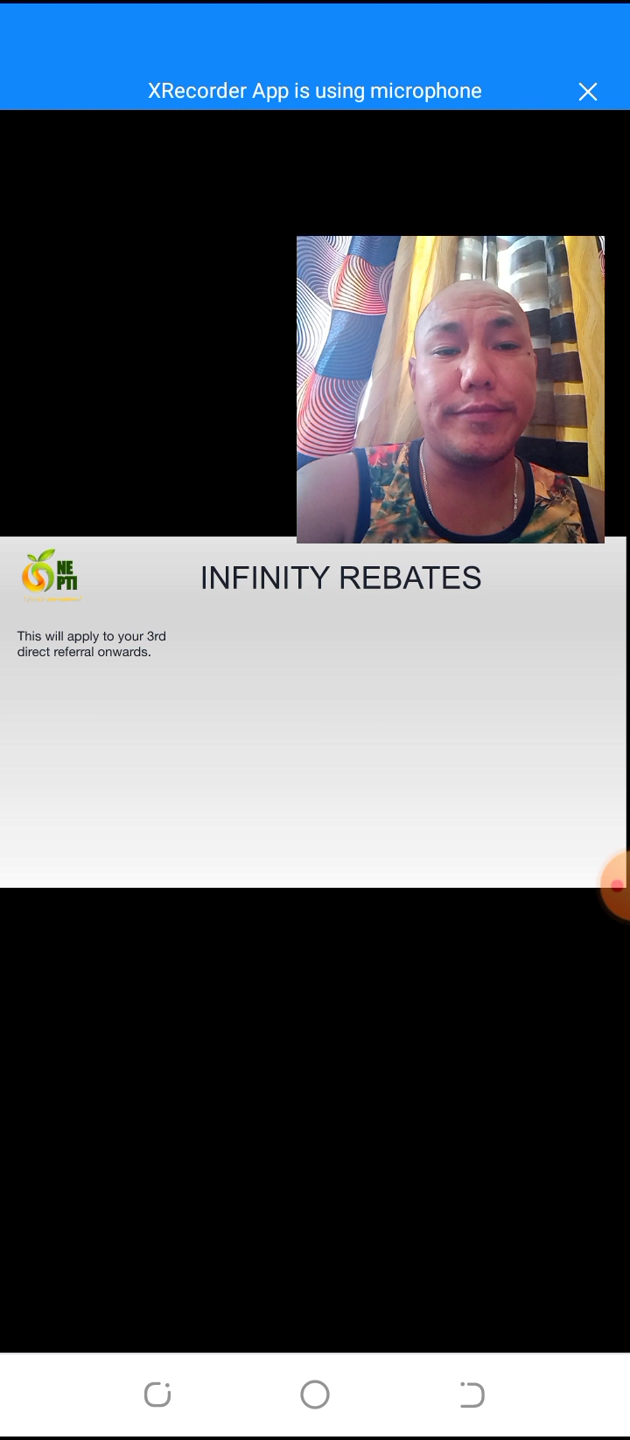 XRecorder App is using microphone
NE
PTI
INFINITY REBATES
This will apply to your 3rd
direct referral onwards.